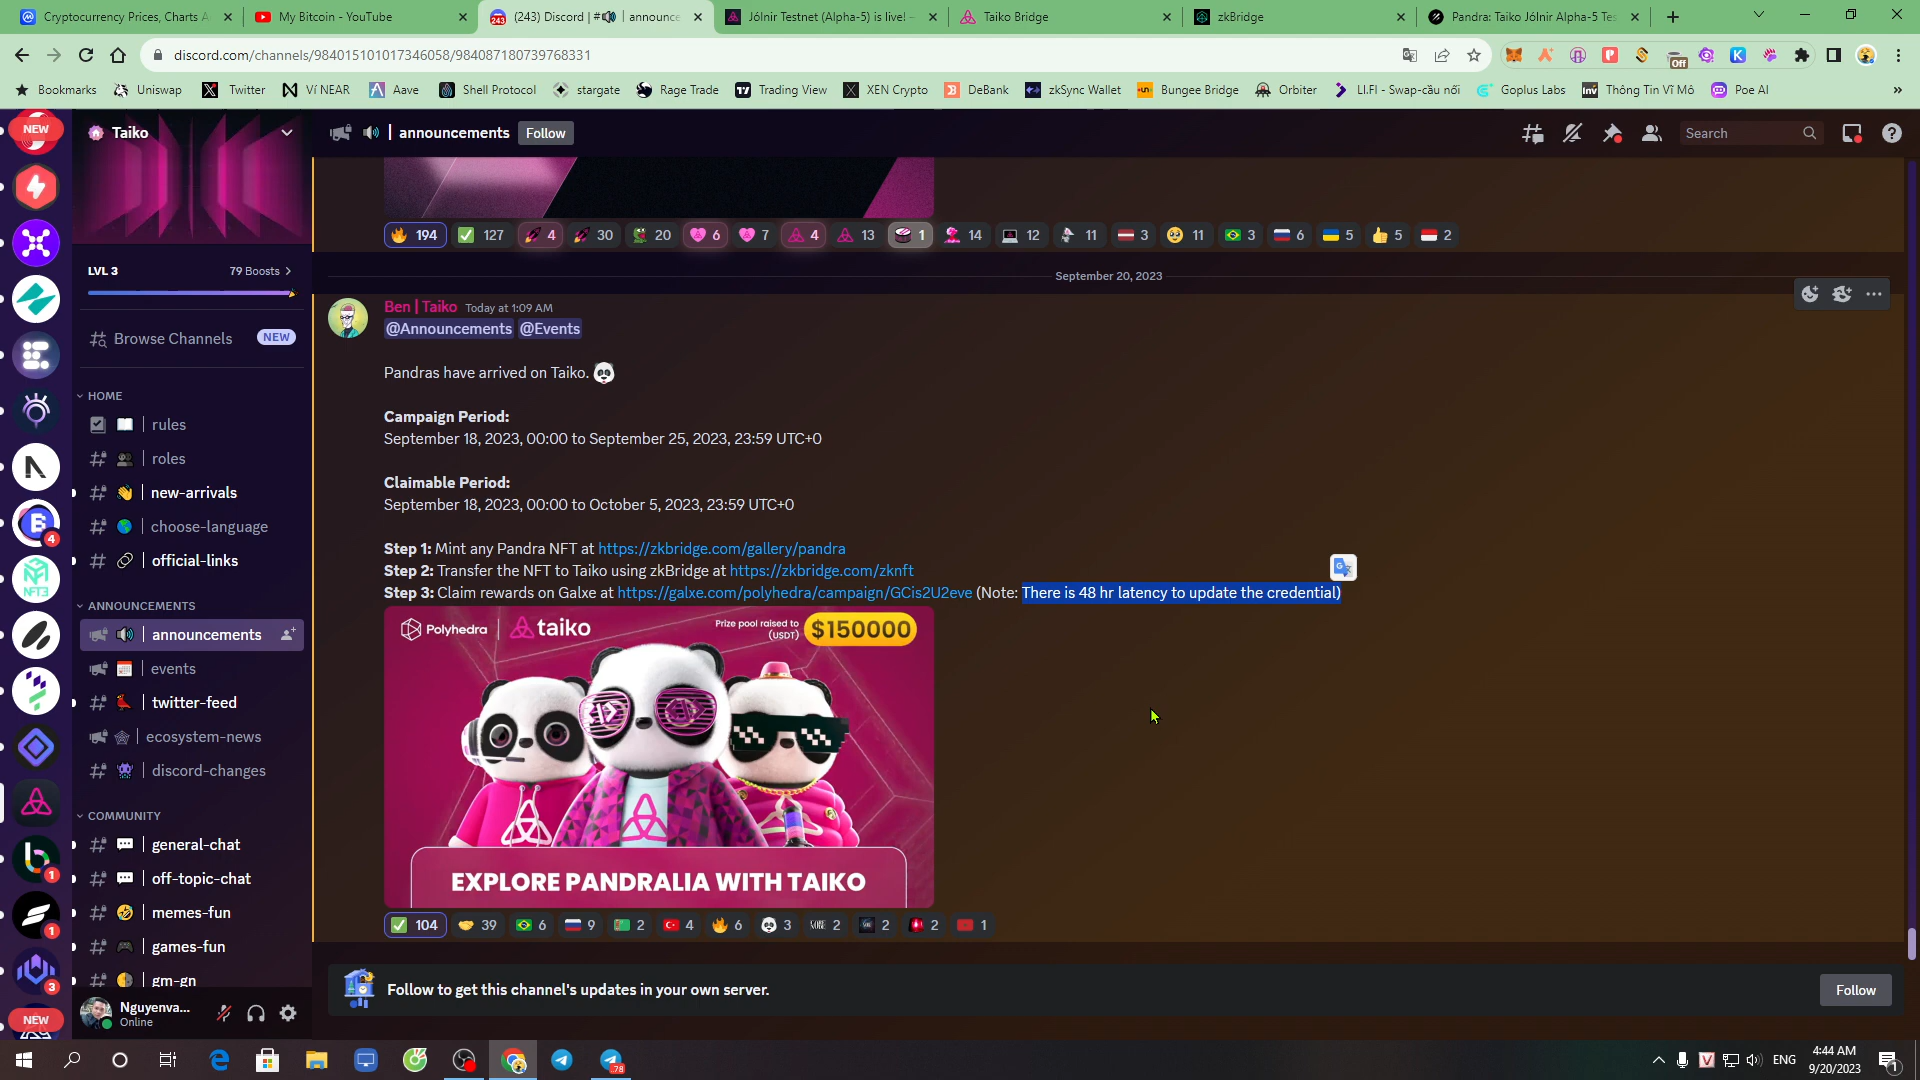 Cryptocurrency Prices, Charts A
My Bitcoin - YouTube
(243) Discord | #🔊 | announce
Jólnir Testnet (Alpha-5) is live! -
Taiko Bridge
zkBridge
Pandra: Taiko Jólnir Alpha-5 Tes
discord.com/channels/984015101017346058/984087180739768331
Off
Bookmarks
Uniswap
Twitter
Ví NEAR
Aave
Shell Protocol
stargate
Rage Trade
Trading View
XEN Crypto
DeBank
zkSync Wallet
Bungee Bridge
Orbiter
LI.FI - Swap-cầu nối
Goplus Labs
Thông Tin Vĩ Mô
Poe AI
NEW
Taiko
| announcements
Follow
Search
194
127
4
30
20
6
7
4
13
1
14
12
11
3
11
3
6
5
5
2
LVL 3
79 Boosts
September 20, 2023
Browse Channels
NEW
Ben | Taiko Today at 1:09 AM
@Announcements @Events
Pandras have arrived on Taiko. 🐼
Campaign Period:
September 18, 2023, 00:00 to September 25, 2023, 23:59 UTC+0
Claimable Period:
September 18, 2023, 00:00 to October 5, 2023, 23:59 UTC+0
Step 1: Mint any Pandra NFT at https://zkbridge.com/gallery/pandra
Step 2: Transfer the NFT to Taiko using zkBridge at https://zkbridge.com/zknft
Step 3: Claim rewards on Galxe at https://galxe.com/polyhedra/campaign/GCis2U2eve (Note: There is 48 hr latency to update the credential)
Polyhedra | taiko
Prize pool raised to
(USDT)
$150000
EXPLORE PANDRALIA WITH TAIKO
104
39
6
9
2
4
6
3
2
2
2
1
Follow to get this channel's updates in your own server.
Follow
HOME
| rules
| roles
| new-arrivals
| choose-language
| official-links
ANNOUNCEMENTS
| announcements
| events
| twitter-feed
| ecosystem-news
| discord-changes
COMMUNITY
| general-chat
| off-topic-chat
| memes-fun
| games-fun
| gm-gn
4
NFT3
1
1
3
NEW
Nguyenva...
Online
78
ENG
4:44 AM
9/20/2023
1